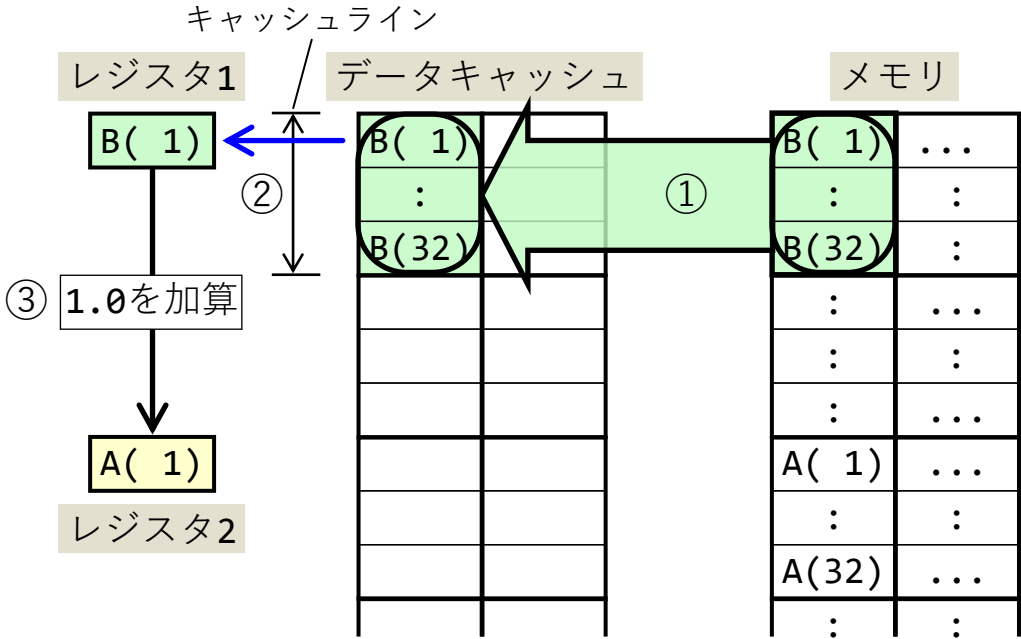 キャッシュライン
レジスタ1 データキャッシュ メモリ
B( 1) B( 1) B( 1) ...
② : ① : :
B(32) B(32) :
③ 1.0を加算 : ...
: :
: ...
A( 1) A( 1) ...
レジスタ2 : :
A(32) ...
: :